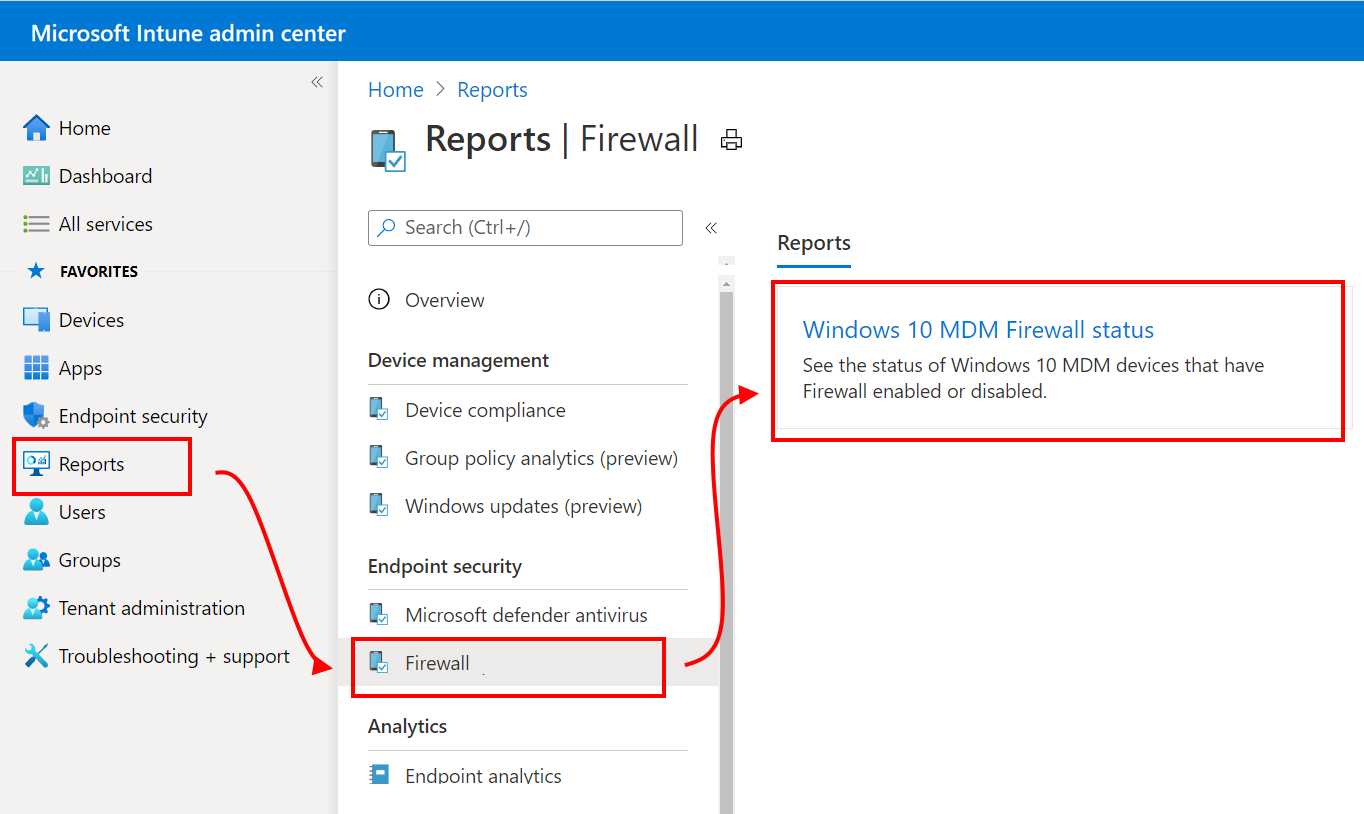 Microsoft Intune admin center
Home
Dashboard
All services
FAVORITES
Devices
Apps
Endpoint security
Reports
Users
Groups
Tenant administration
Troubleshooting + support
Home > Reports
Reports | Firewall
Search (Ctrl+/)
Overview
Device management
Device compliance
Group policy analytics (preview)
Windows updates (preview)
Endpoint security
Microsoft defender antivirus
Firewall
Analytics
Endpoint analytics
Reports
Windows 10 MDM Firewall status
See the status of Windows 10 MDM devices that have
Firewall enabled or disabled.